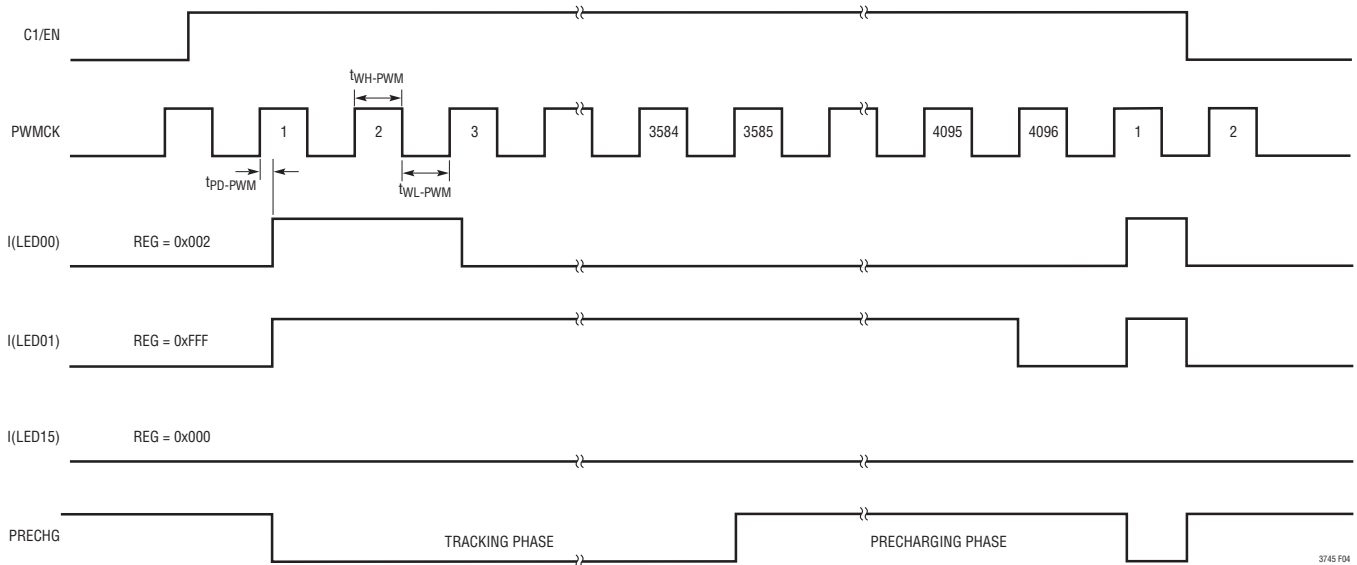 C1/EN
tWH-PWM
PWMCK
1 2 3 3584 3585 4095 4096 1 2
tPD-PWM
tWL-PWM
I(LED00) REG = 0x002
I(LED01) REG = 0xFFF
I(LED15) REG = 0x000
PRECHG TRACKING PHASE PRECHARGING PHASE
3745 F04